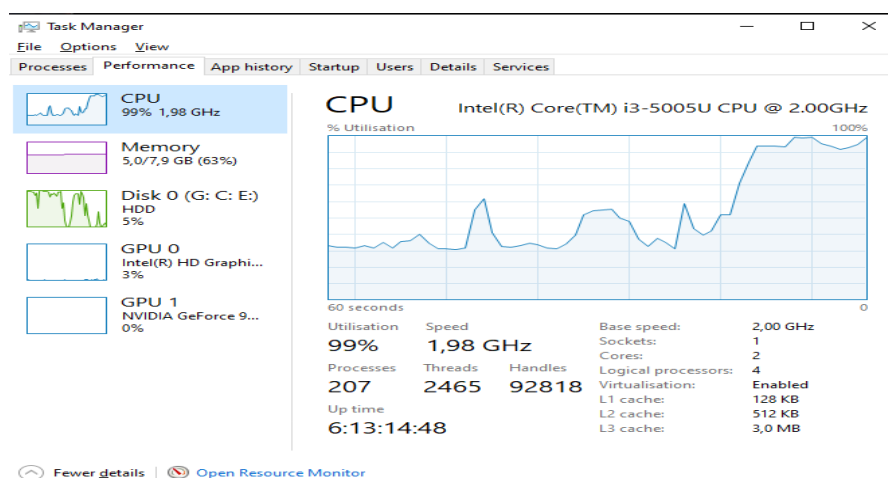 Task Manager
File Options View
Processes Performance App history Startup Users Details Services
CPU
99% 1,98 GHz
Memory
5,0/7,9 GB (63%)
Disk 0 (G: C: E:)
HDD
5%
GPU 0
Intel(R) HD Graphi...
3%
GPU 1
NVIDIA GeForce 9...
0%
CPU Intel(R) Core(TM) i3-5005U CPU @ 2.00GHz
% Utilisation 100%
60 seconds 0
Utilisation Speed
99% 1,98 GHz
Processes Threads Handles
207 2465 92818
Up time
6:13:14:48
Base speed: 2,00 GHz
Sockets: 1
Cores: 2
Logical processors: 4
Virtualisation: Enabled
L1 cache: 128 KB
L2 cache: 512 KB
L3 cache: 3,0 MB
Fewer details Open Resource Monitor